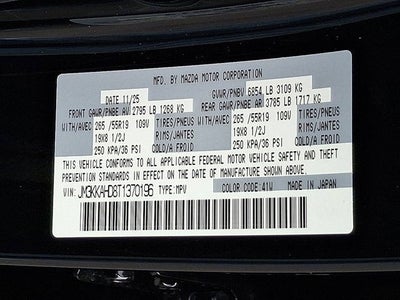 MFD. BY MAZDA MOTOR CORPORATION
DATE 11/25 GVWR/PNBV 6854 LB 3109 KG
FRONT GAWR/PNBE AV 2795 LB 1268 KG REAR GAWR/PNBE AR 3785 LB 1717 KG
WITH/AVEC 265 /55R19 109V TIRES/PNEUS WITH/AVEC 265 /55R19 109V TIRES/PNEUS
19X8 1/2J RIMS/JANTES 19X8 1/2J RIMS/JANTES
250 KPA/36 PSI COLD/A FROID 250 KPA/36 PSI COLD/A FROID
THIS VEHICLE CONFORMS TO ALL APPLICABLE FEDERAL MOTOR VEHICLE SAFETY AND THEFT
PREVENTION STANDARDS IN EFFECT ON THE DATE OF MANUFACTURE SHOWN ABOVE.
VIN: JM3KKAHD8T1370196 TYPE:MPV COLOR CODE:41W MADE IN JAPAN